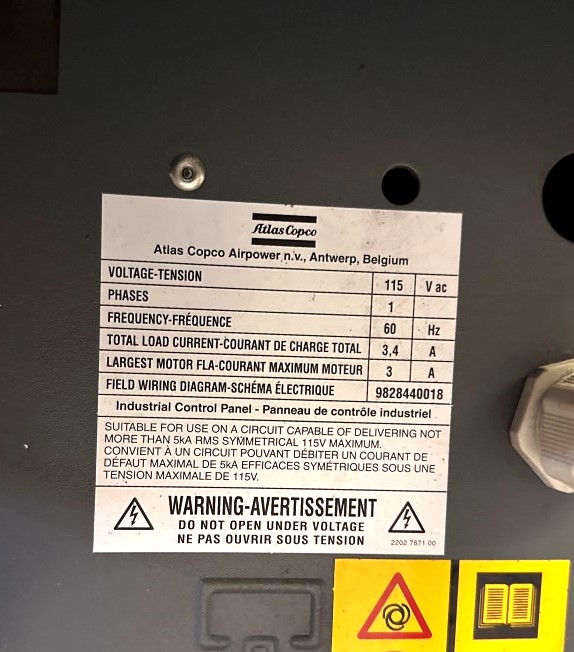 Atlas Copco
Atlas Copco Airpower n.v., Antwerp, Belgium
VOLTAGE-TENSION 115 V ac
PHASES 1
FREQUENCY-FRÉQUENCE 60 Hz
TOTAL LOAD CURRENT-COURANT DE CHARGE TOTAL 3,4 A
LARGEST MOTOR FLA-COURANT MAXIMUM MOTEUR 3 A
FIELD WIRING DIAGRAM-SCHÉMA ÉLECTRIQUE 9828440018
Industrial Control Panel - Panneau de contrôle industriel
SUITABLE FOR USE ON A CIRCUIT CAPABLE OF DELIVERING NOT
MORE THAN 5kA RMS SYMMETRICAL 115V MAXIMUM.
CONVIENT À UN CIRCUIT POUVANT DÉBITER UN COURANT DE
DÉFAUT MAXIMAL DE 5kA EFFICACES SYMÉTRIQUES SOUS UNE
TENSION MAXIMALE DE 115V.
WARNING-AVERTISSEMENT
DO NOT OPEN UNDER VOLTAGE
NE PAS OUVRIR SOUS TENSION
2202 7671 00